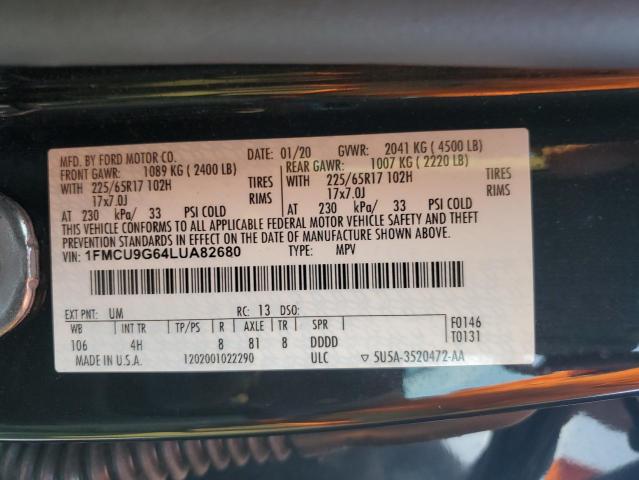 MFD. BY FORD MOTOR CO. DATE: 01/20 GVWR: 2041 KG ( 4500 LB)
FRONT GAWR: 1089 KG ( 2400 LB) REAR GAWR: 1007 KG ( 2220 LB)
WITH 225/65R17 102H TIRES WITH 225/65R17 102H TIRES
17x7.0J RIMS 17x7.0J RIMS
AT 230 kPa/ 33 PSI COLD AT 230 kPa/ 33 PSI COLD
THIS VEHICLE CONFORMS TO ALL APPLICABLE FEDERAL MOTOR VEHICLE SAFETY AND THEFT
PREVENTION STANDARDS IN EFFECT ON THE DATE OF MANUFACTURE SHOWN ABOVE.
VIN: 1FMCU9G64LUA82680 TYPE: MPV
EXT PNT: UM RC: 13 DSO: F0146
WB INT TR TP/PS R AXLE TR SPR T0131
106 4H 8 81 8 DDDD
MADE IN U.S.A. 1202001022290 ULC ▽ 5U5A-3520472-AA